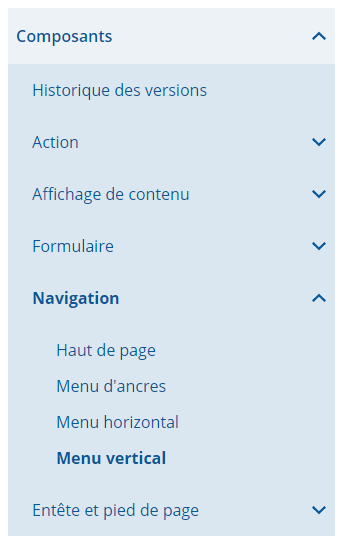 Composants
Historique des versions
Action
Affichage de contenu
Formulaire
Navigation
Haut de page
Menu d'ancres
Menu horizontal
Menu vertical
Entête et pied de page